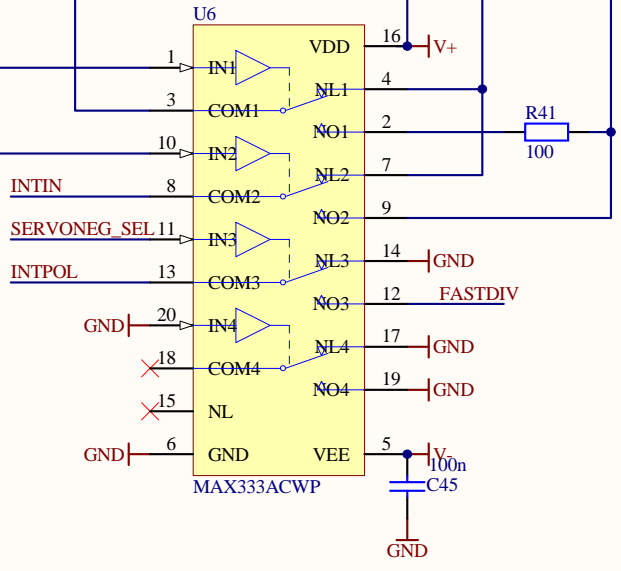 U6
VDD 16 V+
1 IN1
NL1 4
3 COM1
NO1 2 R41 100
10 IN2
NL2 7
INTIN 8 COM2
NO2 9
SERVONEG_SEL 11 IN3
NL3 14 GND
INTPOL 13 COM3
NO3 12 FASTDIV
GND 20 IN4
NL4 17 GND
18 COM4
NO4 19 GND
15 NL
GND 6 GND VEE 5 V-
100n
C45
MAX333ACWP
GND